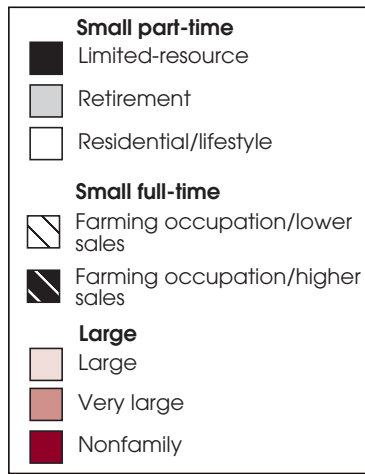 Small part-time
Limited-resource
Retirement
Residential/lifestyle
Small full-time
Farming occupation/lower
sales
Farming occupation/higher
sales
Large
Large
Very large
Nonfamily